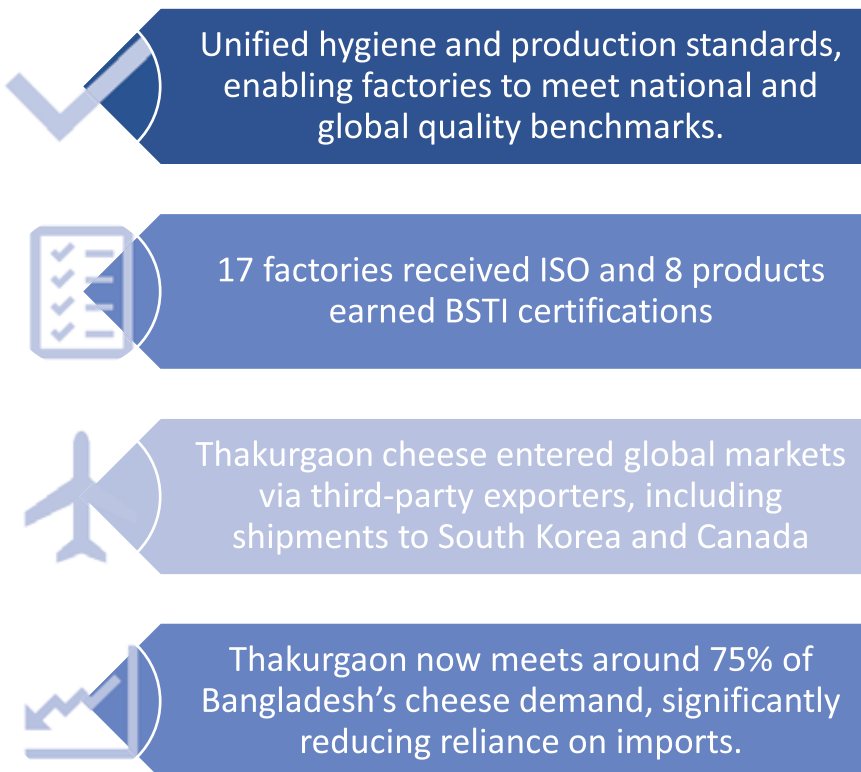 Unified hygiene and production standards,
enabling factories to meet national and
global quality benchmarks.
17 factories received ISO and 8 products
earned BSTI certifications
Thakurgaon cheese entered global markets
via third-party exporters, including
shipments to South Korea and Canada
Thakurgaon now meets around 75% of
Bangladesh’s cheese demand, significantly
reducing reliance on imports.